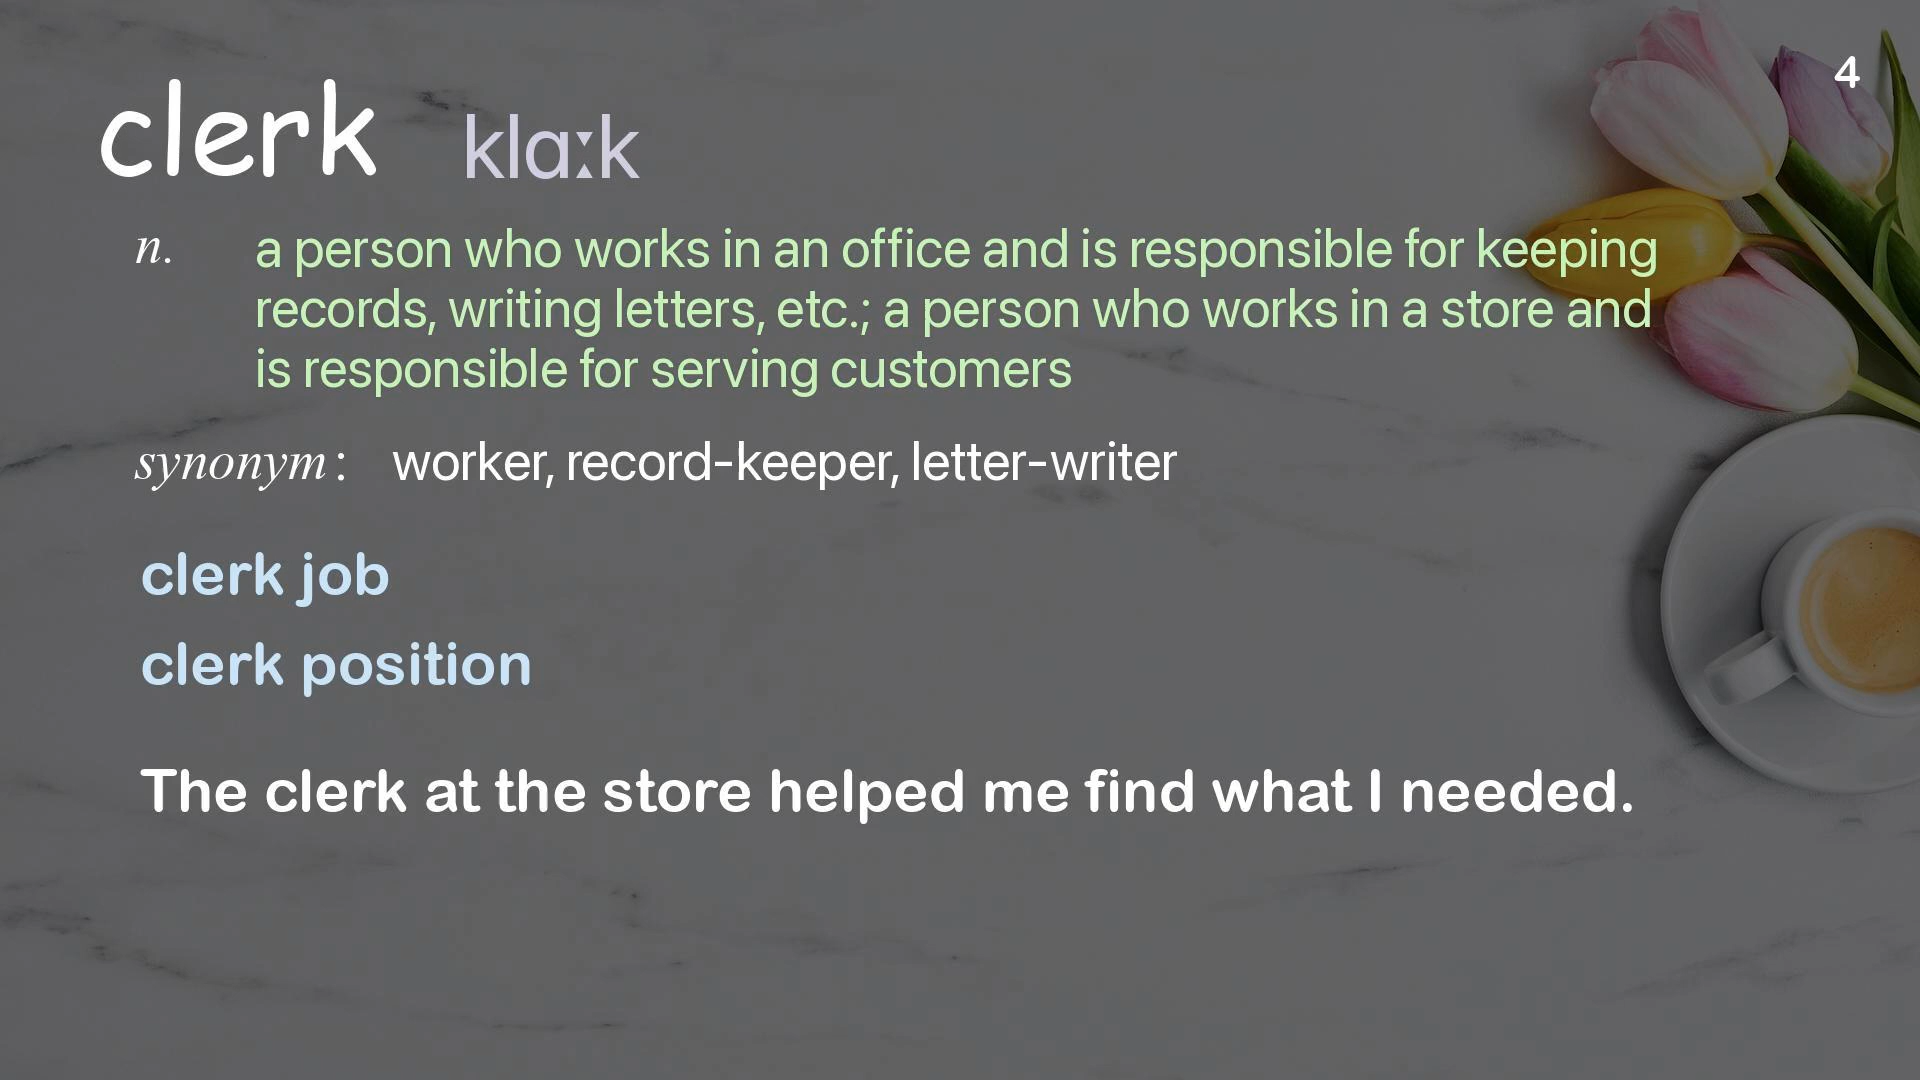 4
clerk klɑːk
n. a person who works in an office and is responsible for keeping
records, writing letters, etc.; a person who works in a store and
is responsible for serving customers
synonym: worker, record-keeper, letter-writer
clerk job
clerk position
The clerk at the store helped me find what I needed.